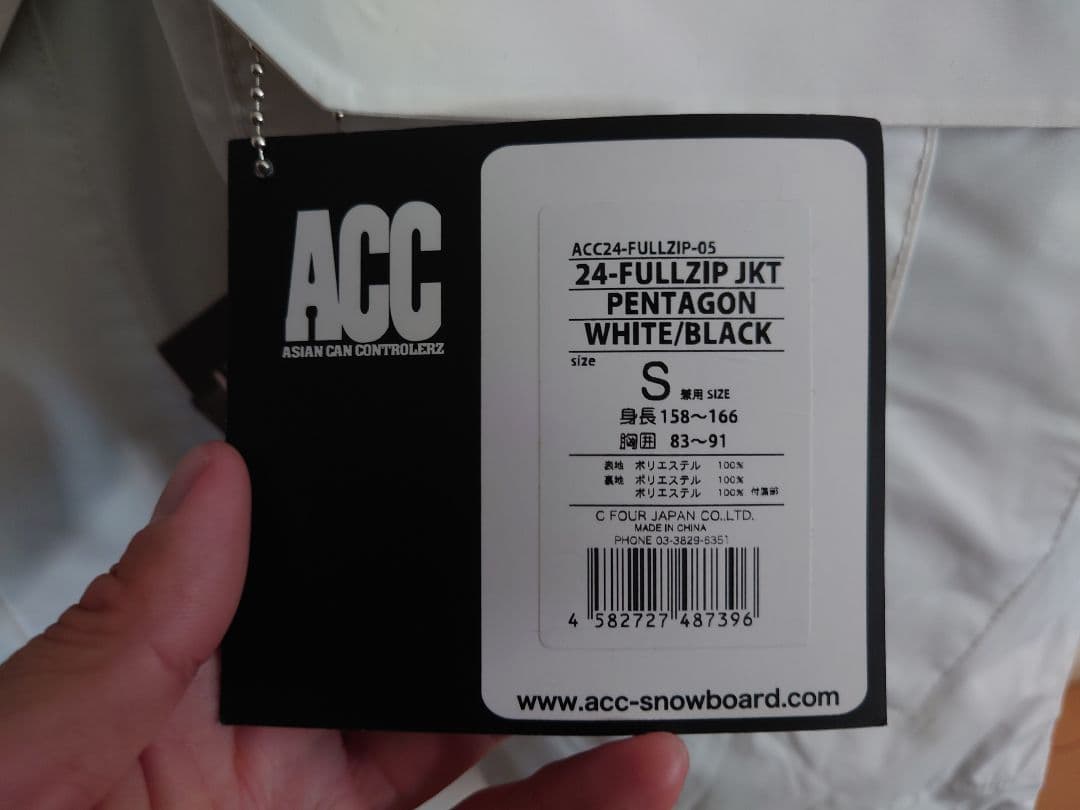 ACC
ASIAN CAN CONTROLERZ
ACC24-FULLZIP-05
24-FULLZIP JKT
PENTAGON
WHITE/BLACK
size
S 兼用 SIZE
身長 158〜166
胸囲 83〜91
表地 ポリエステル 100%
裏地 ポリエステル 100%
ポリエステル 100% 付属部
C FOUR JAPAN CO.,LTD.
MADE IN CHINA
PHONE 03-3829-6351
4 582727 487396
www.acc-snowboard.com